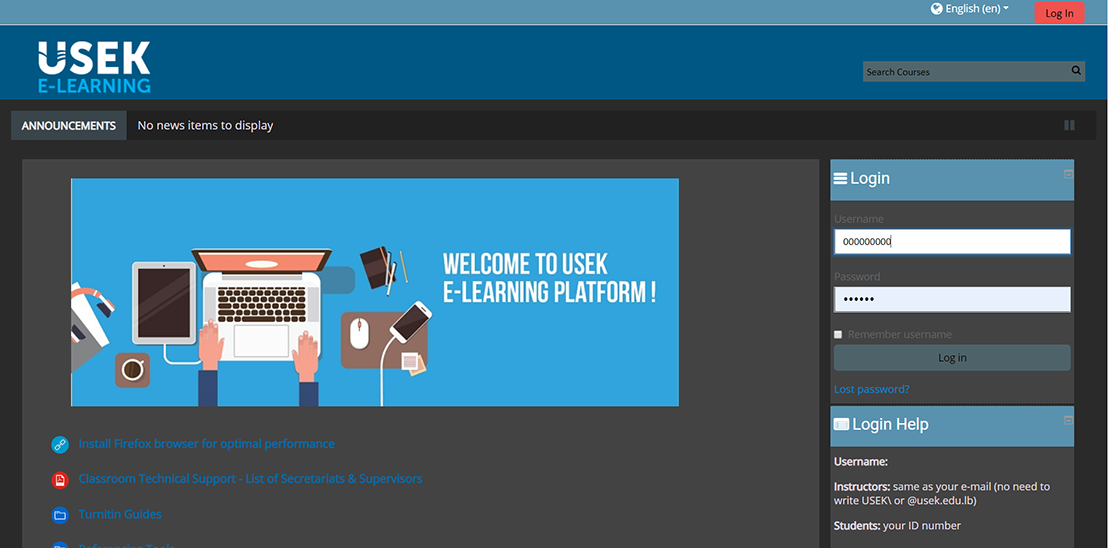 English (en)
Log In
USEK
E-LEARNING
Search Courses
ANNOUNCEMENTS
No news items to display
WELCOME TO USEK
E-LEARNING PLATFORM !
Install Firefox browser for optimal performance
Classroom Technical Support - List of Secretariats & Supervisors
Turnitin Guides
Referencing Tools
Login
Username
000000000
Password
••••••
Remember username
Log in
Lost password?
Login Help
Username:
Instructors: same as your e-mail (no need to
write USEK\ or @usek.edu.lb)
Students: your ID number